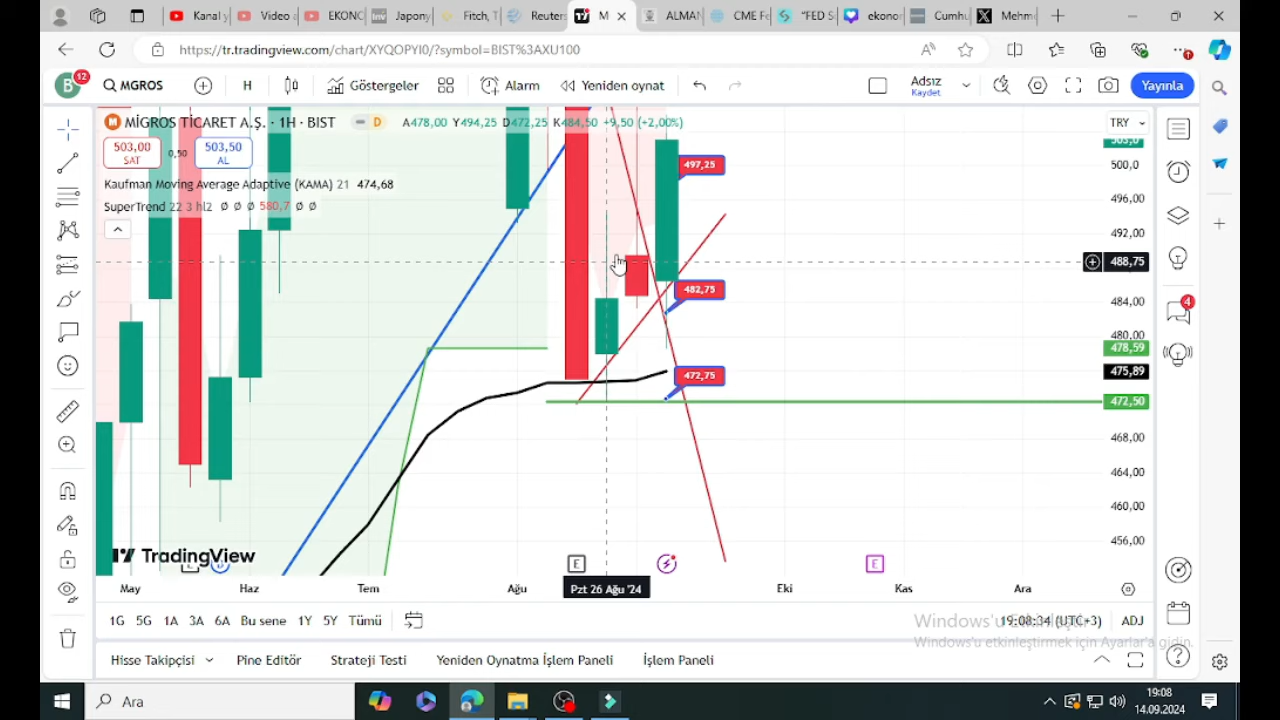 Kanal y
Video a
EKONO
Japony
Fitch, T
Reuters
M
ALMAN
CME Fe
"FED S
ekonor
Cumhu
Mehme
https://tr.tradingview.com/chart/XYQOPYI0/?symbol=BIST%3AXU100
B
12
MGROS
H
Göstergeler
Alarm
Yeniden oynat
Adsız
Kaydet
Yayınla
MİGROS TİCARET A.Ş. · 1H · BIST
D
A478,00 Y494,25 D472,25 K484,50 +9,50 (+2,00%)
TRY
503,00
SAT
0,50
503,50
AL
Kaufman Moving Average Adaptive (KAMA) 21 474,68
SuperTrend 22 3 hl2 Ø Ø Ø 580,7 Ø Ø
497,25
482,75
472,75
500,0
496,00
492,00
488,75
484,00
480,00
478,59
475,89
472,50
468,00
464,00
460,00
456,00
4
TradingView
E
E
May
Haz
Tem
Ağu
Pzt 26 Ağu '24
Eki
Kas
Ara
1G 5G 1A 3A 6A Bu sene 1Y 5Y Tümü
19:08:34 (UTC+3)
ADJ
Windows'u Etkinleştir
Windows'u etkinleştirmek için Ayarlar'a gidin.
Hisse Takipçisi
Pine Editör
Strateji Testi
Yeniden Oynatma İşlem Paneli
İşlem Paneli
Ara
19:08
14.09.2024